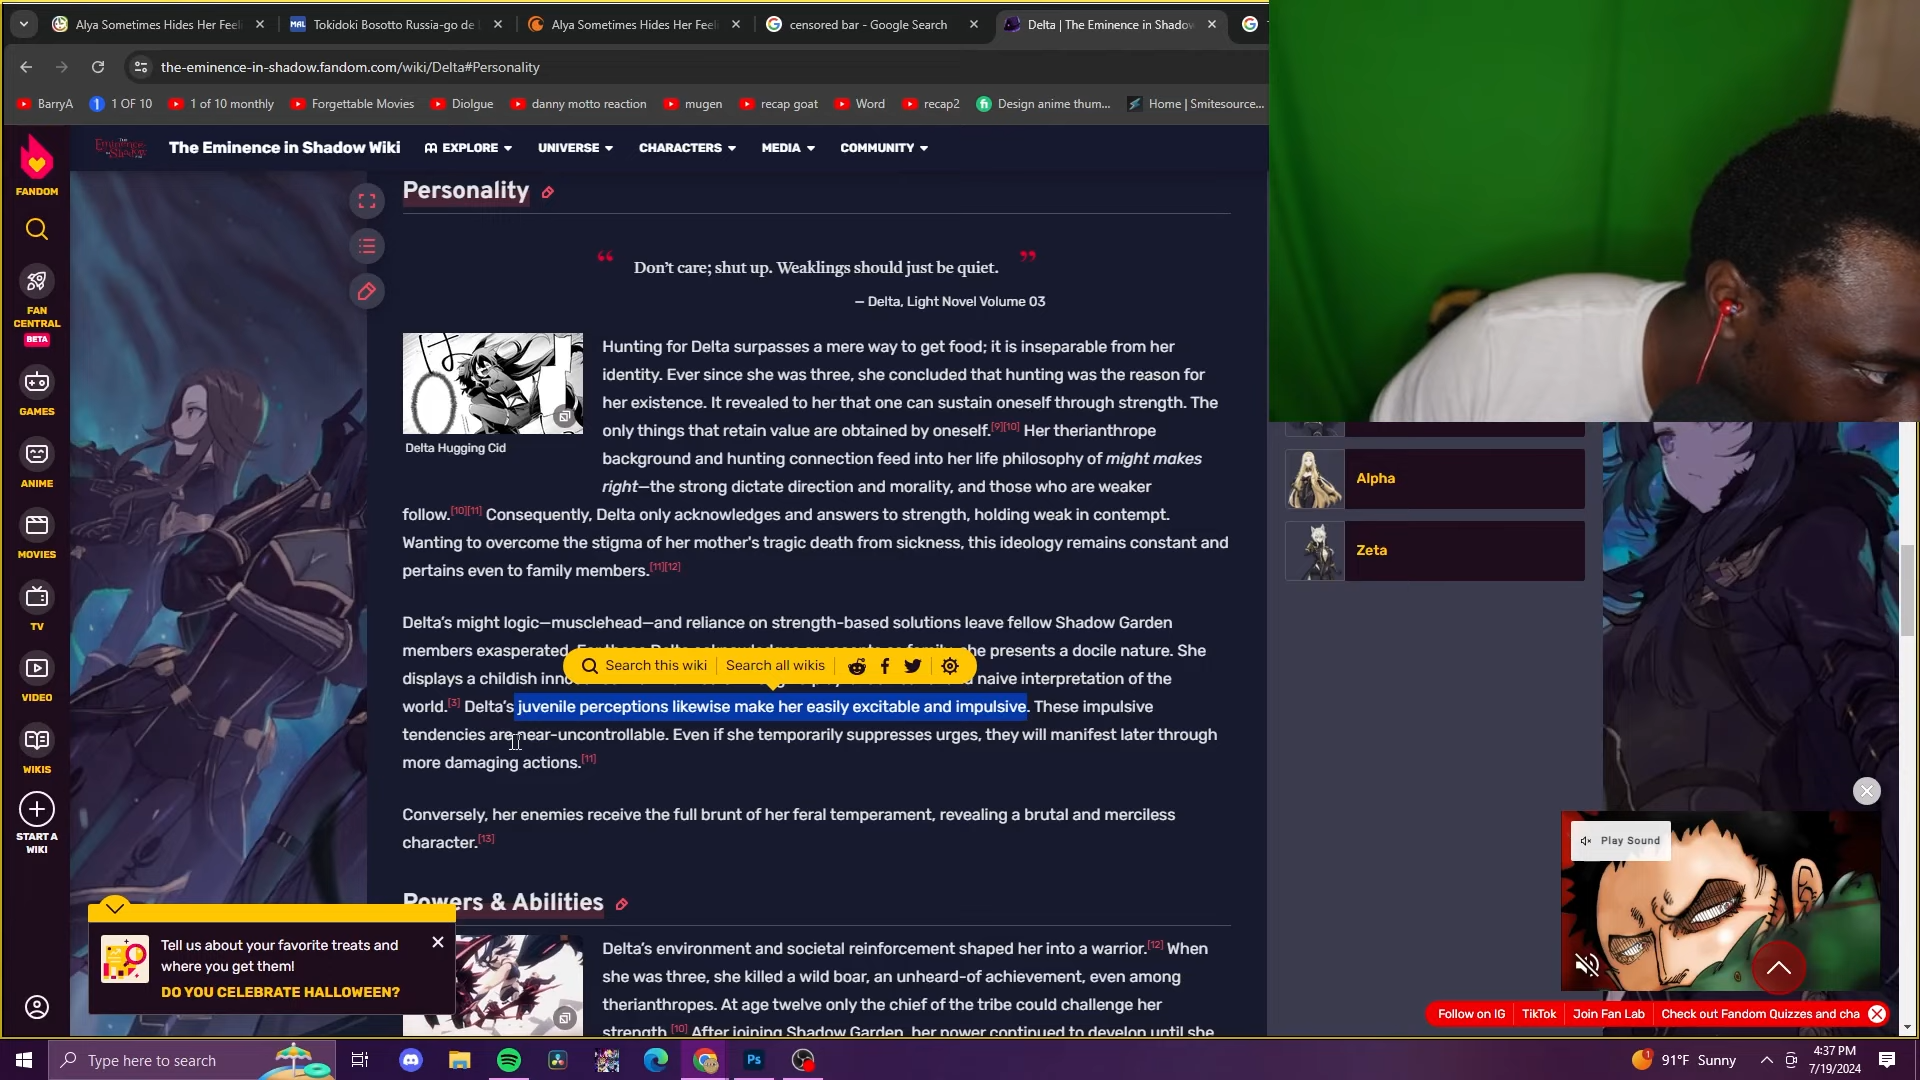 Alya Sometimes Hides Her Feeli
Tokidoki Bosotto Russia-go de
Alya Sometimes Hides Her Feeli
censored bar - Google Search
Delta | The Eminence in Shadow
the-eminence-in-shadow.fandom.com/wiki/Delta#Personality
BarryA
1 OF 10
1 of 10 monthly
Forgettable Movies
Diolgue
danny motto reaction
mugen
recap goat
Word
recap2
Design anime thum...
Home | Smitesource...
The Eminence in Shadow Wiki
EXPLORE
UNIVERSE
CHARACTERS
MEDIA
COMMUNITY
FANDOM
FAN
CENTRAL
BETA
GAMES
ANIME
MOVIES
TV
VIDEO
WIKIS
START A
WIKI
Personality
“ Don’t care; shut up. Weaklings should just be quiet. ”
— Delta, Light Novel Volume 03
Delta Hugging Cid
Hunting for Delta surpasses a mere way to get food; it is inseparable from her
identity. Ever since she was three, she concluded that hunting was the reason for
her existence. It revealed to her that one can sustain oneself through strength. The
only things that retain value are obtained by oneself.[9][10] Her therianthrope
background and hunting connection feed into her life philosophy of might makes
right—the strong dictate direction and morality, and those who are weaker
follow.[10][11] Consequently, Delta only acknowledges and answers to strength, holding weak in contempt.
Wanting to overcome the stigma of her mother's tragic death from sickness, this ideology remains constant and
pertains even to family members.[11][12]
Delta’s might logic—musclehead—and reliance on strength-based solutions leave fellow Shadow Garden
members exasperated. she presents a docile nature. She
Search this wiki
Search all wikis
displays a childish naive interpretation of the
world.[3] Delta’s juvenile perceptions likewise make her easily excitable and impulsive. These impulsive
tendencies are near-uncontrollable. Even if she temporarily suppresses urges, they will manifest later through
more damaging actions.[11]
Conversely, her enemies receive the full brunt of her feral temperament, revealing a brutal and merciless
character.[13]
Powers & Abilities
Delta’s environment and societal reinforcement shaped her into a warrior.[12] When
she was three, she killed a wild boar, an unheard-of achievement, even among
therianthropes. At age twelve only the chief of the tribe could challenge her
strength.[10] After joining Shadow Garden, her power continued to develop until she
Tell us about your favorite treats and
where you get them!
DO YOU CELEBRATE HALLOWEEN?
Alpha
Zeta
Play Sound
Follow on IG
TikTok
Join Fan Lab
Check out Fandom Quizzes and cha
Type here to search
Ps
91°F Sunny
4:37 PM
7/19/2024